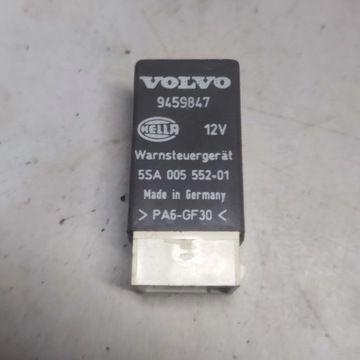 VOLVO
9459847
HELLA 12V
Warnsteuergerät
5SA 005 552-01
Made in Germany
> PA6-GF30 <